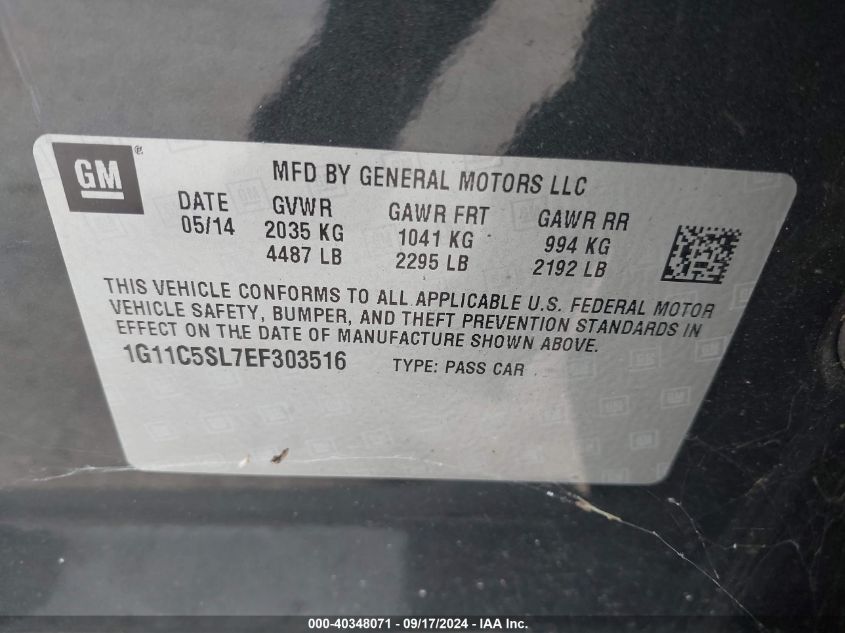 GM
®
MFD BY GENERAL MOTORS LLC
DATE GVWR GAWR FRT GAWR RR
05/14 2035 KG 1041 KG 994 KG
4487 LB 2295 LB 2192 LB
THIS VEHICLE CONFORMS TO ALL APPLICABLE U.S. FEDERAL MOTOR
VEHICLE SAFETY, BUMPER, AND THEFT PREVENTION STANDARDS IN
EFFECT ON THE DATE OF MANUFACTURE SHOWN ABOVE.
1G11C5SL7EF303516 TYPE: PASS CAR
000-40348071 - 09/17/2024 - IAA Inc.